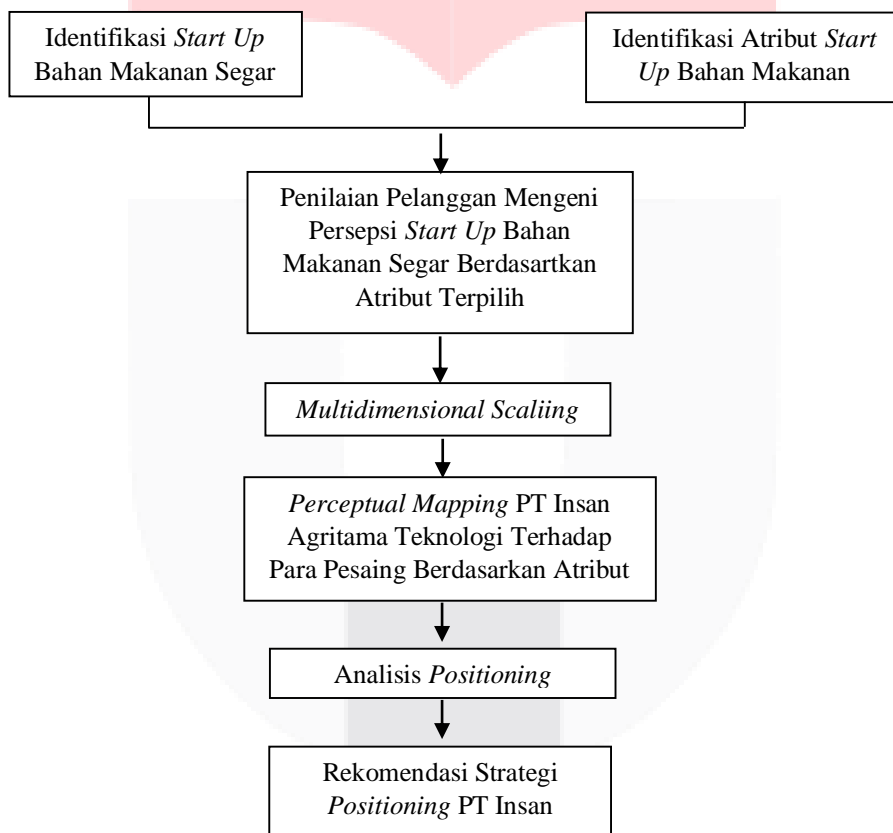 Identifikasi Start Up
Bahan Makanan Segar
Identifikasi Atribut Start
Up Bahan Makanan
Penilaian Pelanggan Mengeni
Persepsi Start Up Bahan
Makanan Segar Berdasartkan
Atribut Terpilih
Multidimensional Scaliing
Perceptual Mapping PT Insan
Agritama Teknologi Terhadap
Para Pesaing Berdasarkan Atribut
Analisis Positioning
Rekomendasi Strategi
Positioning PT Insan